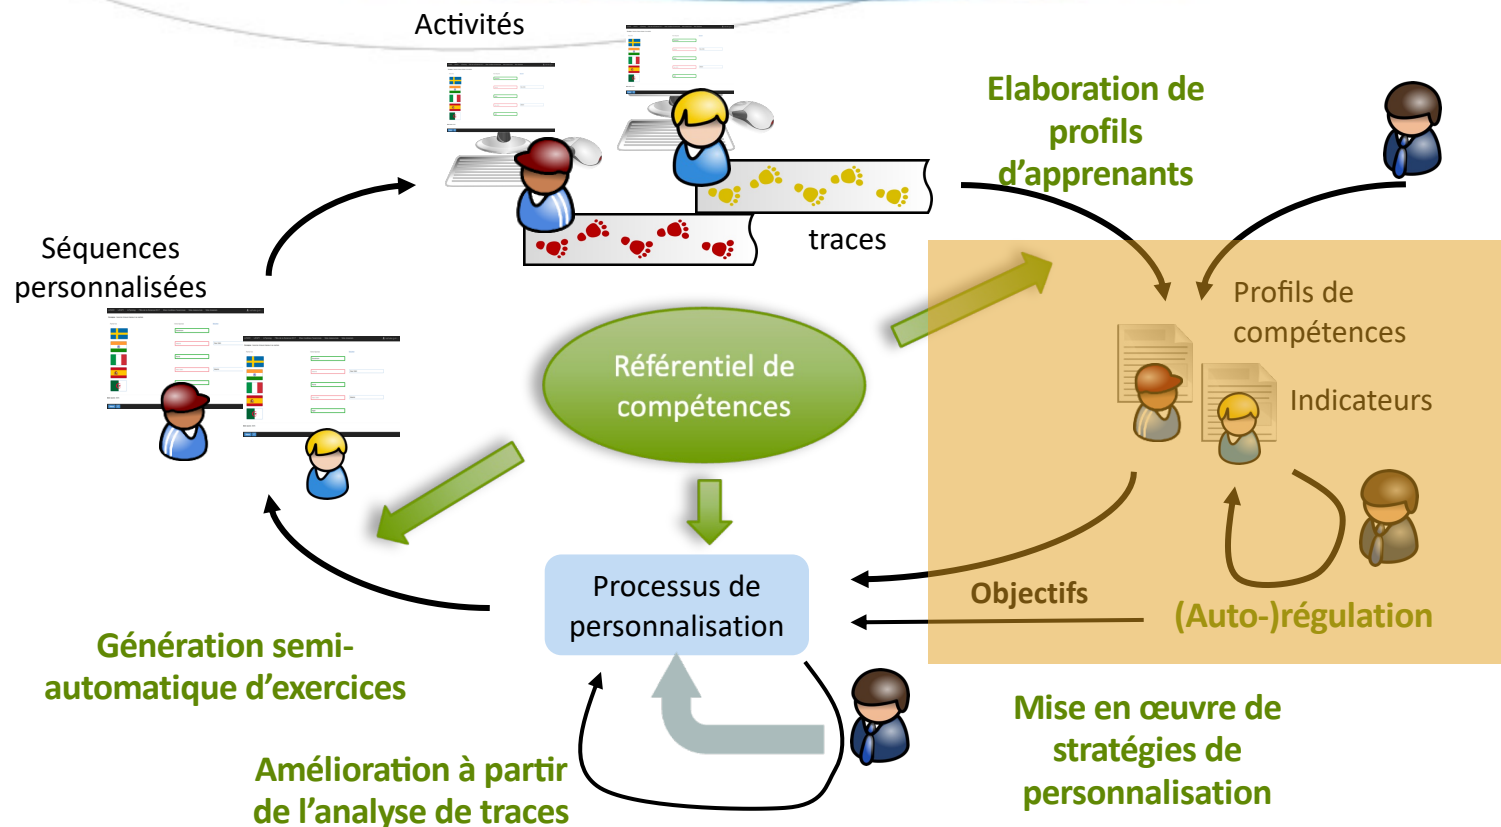 Activités
Elaboration de
profils
d’apprenants
traces
Séquences
personnalisées
Profils de
compétences
Référentiel de
compétences
Indicateurs
Processus de
personnalisation
Objectifs
(Auto-)régulation
Génération semi-
automatique d’exercices
Mise en œuvre de
stratégies de
personnalisation
Amélioration à partir
de l’analyse de traces